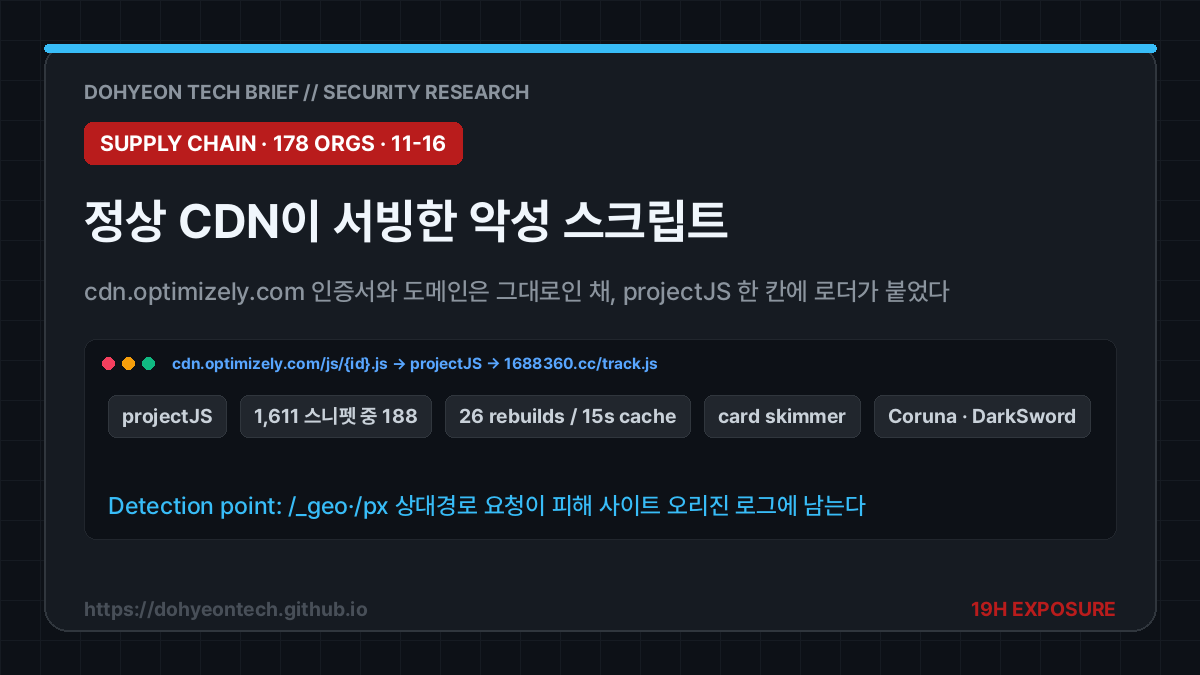 DOHYEON TECH BRIEF // SECURITY RESEARCH
SUPPLY CHAIN · 178 ORGS · 11-16
정상 CDN이 서빙한 악성 스크립트
cdn.optimizely.com 인증서와 도메인은 그대로인 채, projectJS 한 칸에 로더가 붙었다
cdn.optimizely.com/js/{id}.js → projectJS → 1688360.cc/track.js
projectJS
1,611 스니펫 중 188
26 rebuilds / 15s cache
card skimmer
Coruna · DarkSword
Detection point: /_geo·/px 상대경로 요청이 피해 사이트 오리진 로그에 남는다
https://dohyeontech.github.io
19H EXPOSURE